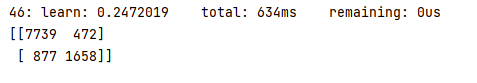 46: learn: 0.2472019 total: 634ms remaining: 0us
[[7739 472]
[ 877 1658]]